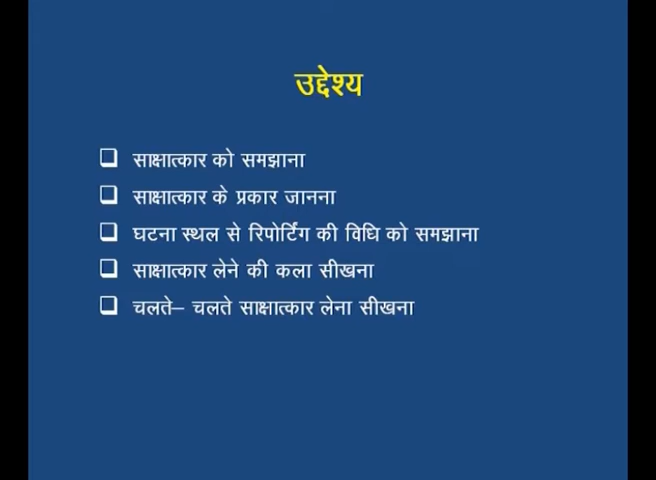 उद्देश्य
साक्षात्कार को समझाना
साक्षात्कार के प्रकार जानना
घटना स्थल से रिपोर्टिंग की विधि को समझाना
साक्षात्कार लेने की कला सीखना
चलते– चलते साक्षात्कार लेना सीखना